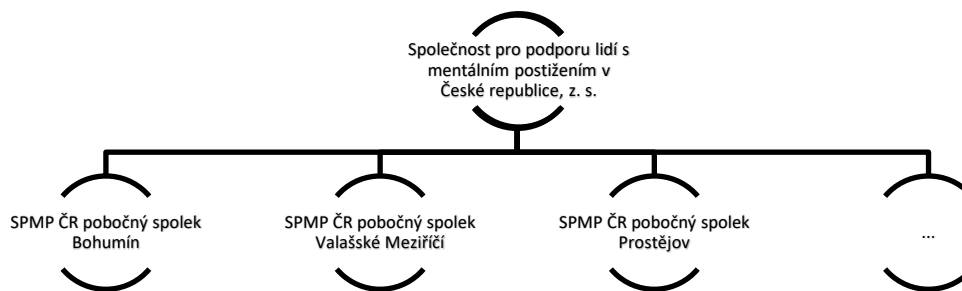 Společnost pro podporu lidí s
mentálním postižením v
České republice, z. s.
SPMP ČR pobočný spolek
Bohumín
SPMP ČR pobočný spolek
Valašské Meziříčí
SPMP ČR pobočný spolek
Prostějov
...